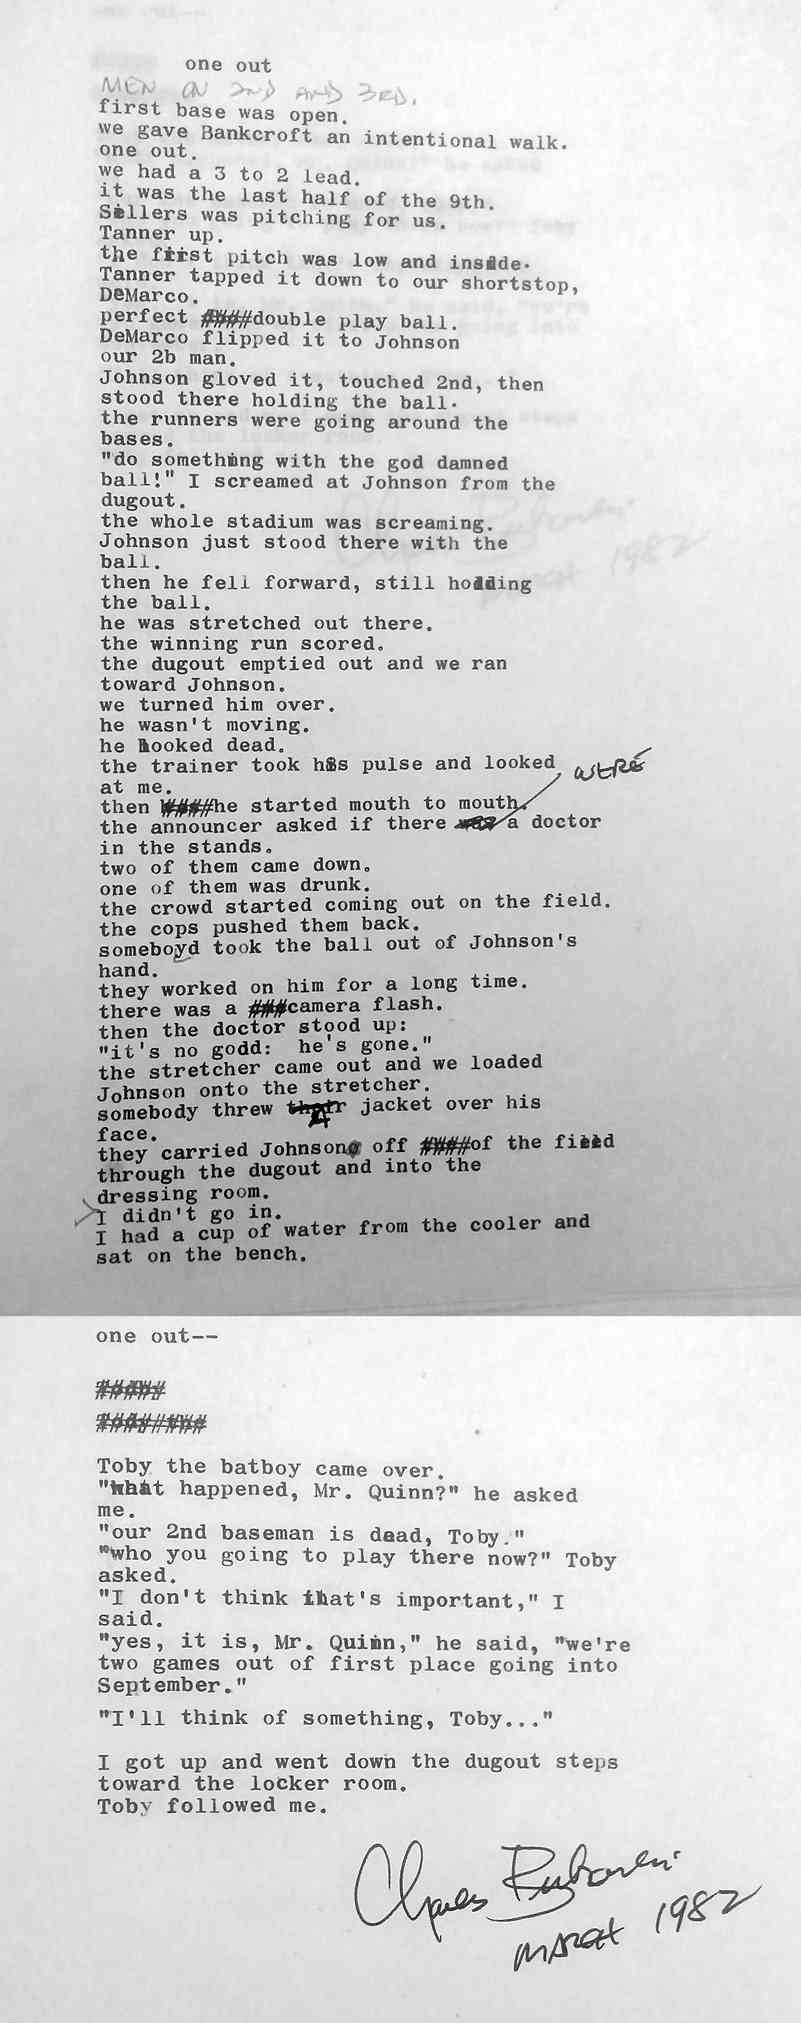 one out
MEN ON 2ND AND 3RD.
first base was open.
we gave Bankcroft an intentional walk.
one out.
we had a 3 to 2 lead.
it was the last half of the 9th.
Sellers was pitching for us.
Tanner up.
the first pitch was low and inside.
Tanner tapped it down to our shortstop,
DeMarco.
perfect double play ball.
DeMarco flipped it to Johnson
our 2b man.
Johnson gloved it, touched 2nd, then
stood there holding the ball.
the runners were going around the
bases.
"do something with the god damned
ball!" I screamed at Johnson from the
dugout.
the whole stadium was screaming.
Johnson just stood there with the
ball.
then he fell forward, still holding
the ball.
he was stretched out there.
the winning run scored.
the dugout emptied out and we ran
toward Johnson.
we turned him over.
he wasn't moving.
he looked dead.
the trainer took his pulse and looked
WERE
at me.
then he started mouth to mouth.
the announcer asked if there was a doctor
in the stands.
two of them came down.
one of them was drunk.
the crowd started coming out on the field.
the cops pushed them back.
someboyd took the ball out of Johnson's
hand.
they worked on him for a long time.
there was a camera flash.
then the doctor stood up:
"it's no godd: he's gone."
the stretcher came out and we loaded
Johnson onto the stretcher.
somebody threw their A jacket over his
face.
they carried Johnson off of the field
through the dugout and into the
dressing room.
I didn't go in.
I had a cup of water from the cooler and
sat on the bench.
one out--
Toby the batboy came over.
"what happened, Mr. Quinn?" he asked
me.
"our 2nd baseman is dead, Toby."
"who you going to play there now?" Toby
asked.
"I don't think that's important," I
said.
"yes, it is, Mr. Quinn," he said, "we're
two games out of first place going into
September."
"I'll think of something, Toby..."
I got up and went down the dugout steps
toward the locker room.
Toby followed me.
Charles Bukowski
MARCH 1982